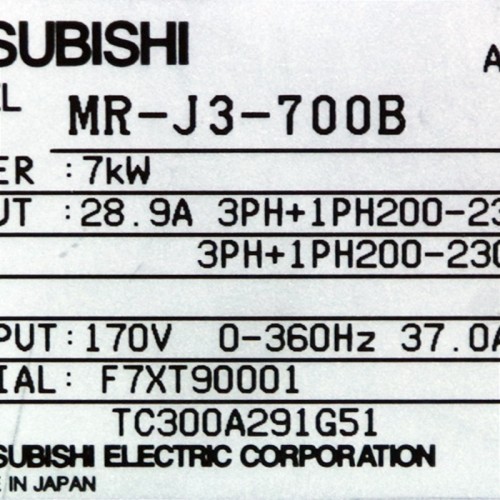 SUBISHI
A
EL MR-J3-700B
ER :7kW
UT :28.9A 3PH+1PH200-23
3PH+1PH200-230
PUT:170V 0-360Hz 37.0A
IAL: F7XT90001
TC300A291G51
SUBISHI ELECTRIC CORPORATION
E IN JAPAN